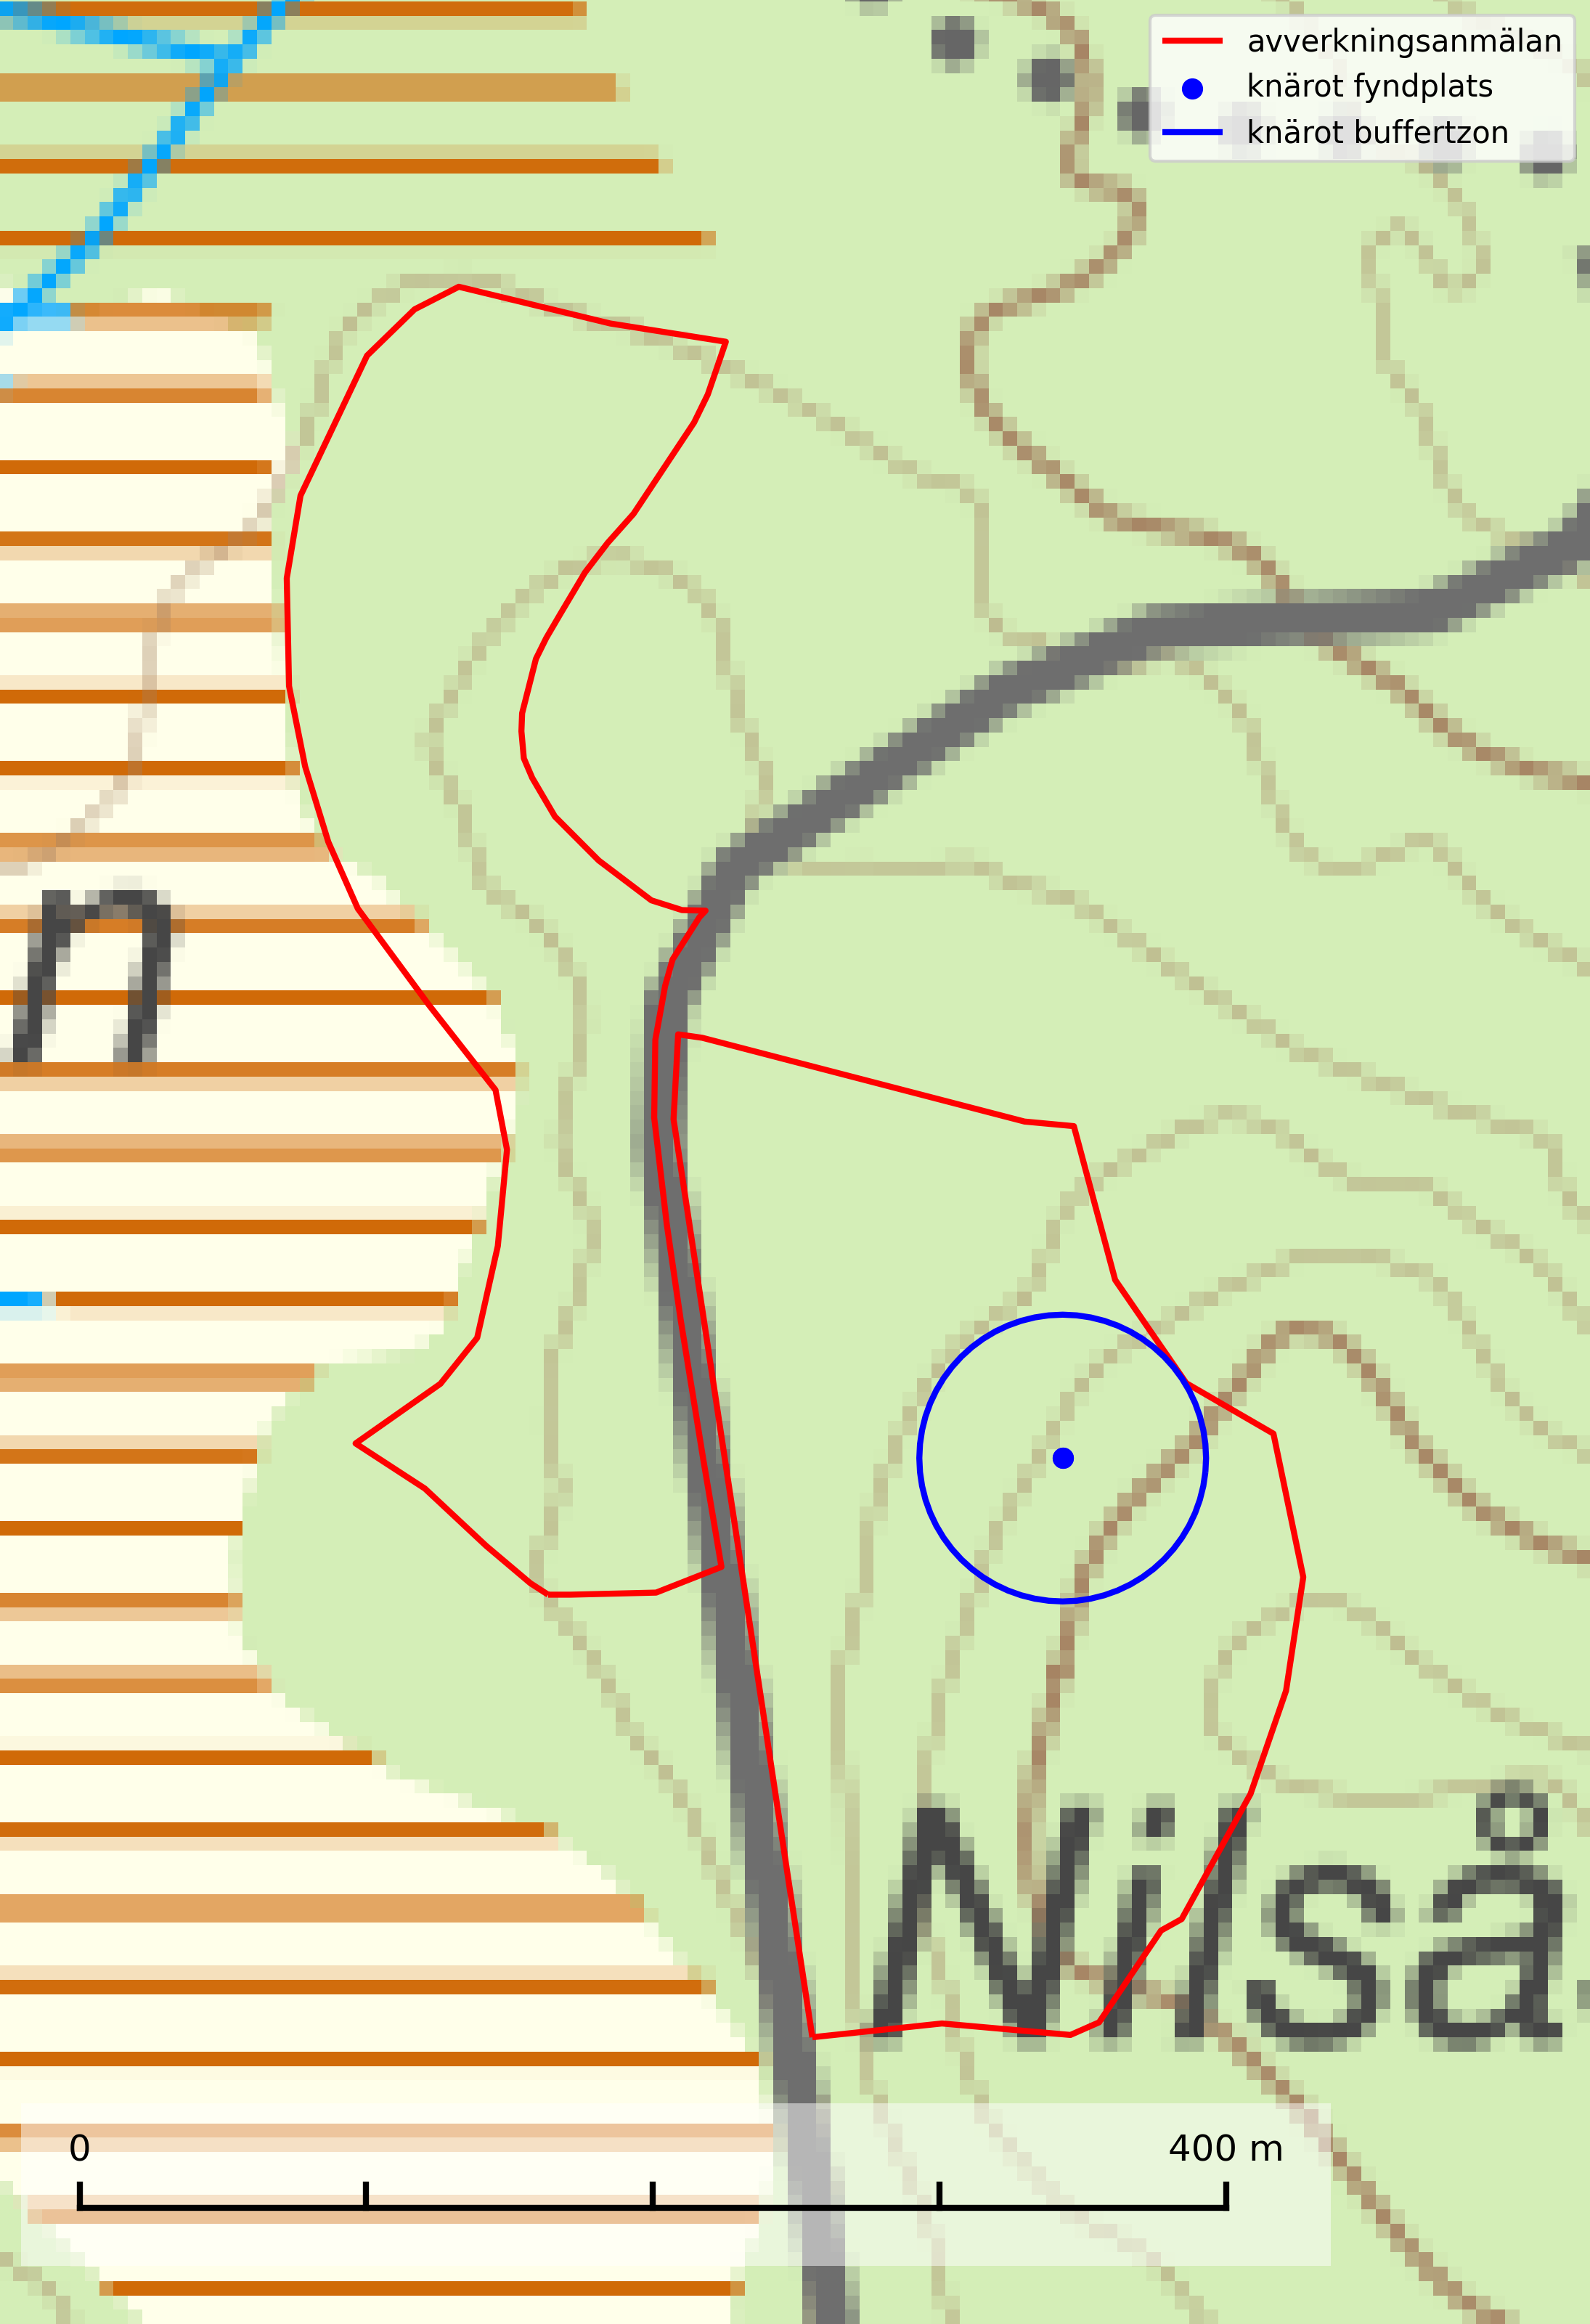 avverkningsanmälan
knärot fyndplats
knärot buffertzon
n
Nilså
0 400 m